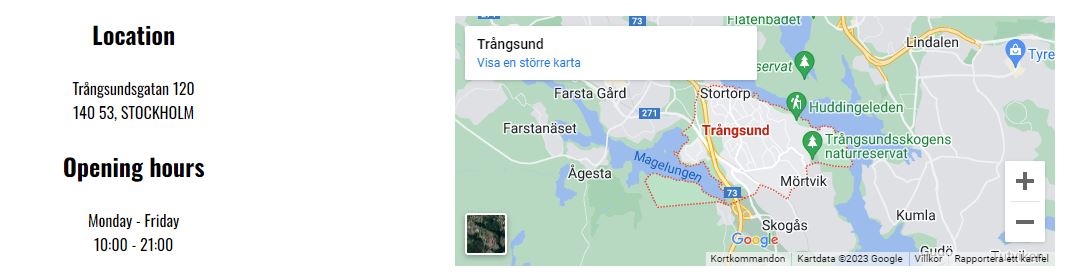 Location
Trångsundsgatan 120
140 53, STOCKHOLM
Opening hours
Monday - Friday
10:00 - 21:00
Trångsund
Visa en större karta
271
Flatenbadet
Lindalen
Tyre
servat
Farsta Gård
73
Stortorp
Huddingeleden
271
Farstanäset
Trångsund
Trångsundsskogens
naturreservat
Magelungen
Ågesta
Mörtvik
73
Kumla
Skogås
Google
Gudö
Kortkommandon
Kartdata ©2023 Google
Villkor
Rapportera ett kartfel